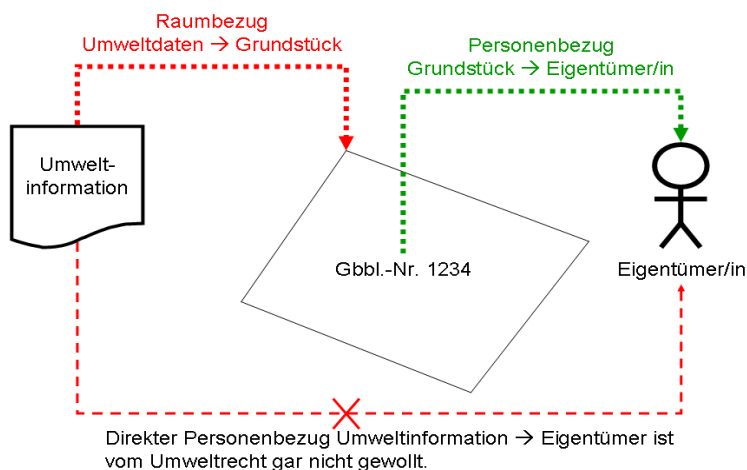 Raumbezug
Umweltdaten → Grundstück
Personenbezug
Grundstück → Eigentümer/in
Umwelt-
information
Gbbl.-Nr. 1234
Eigentümer/in
Direkter Personenbezug Umweltinformation → Eigentümer ist
vom Umweltrecht gar nicht gewollt.